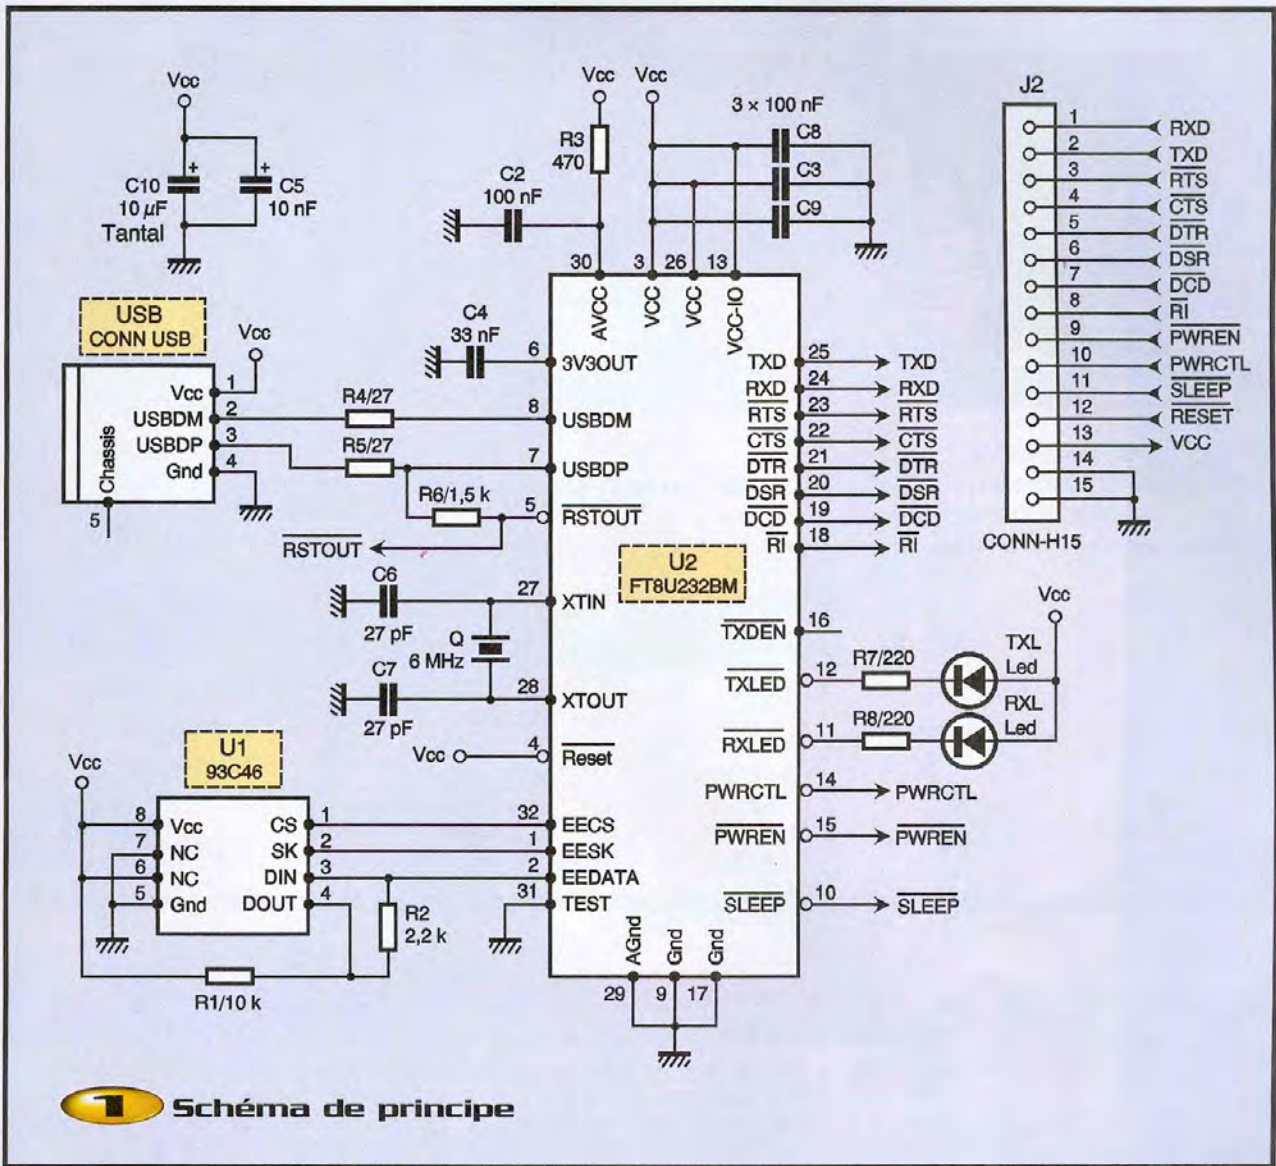 Vcc
C10
10 µF
Tantal
+
+
C5
10 nF
Vcc
Vcc
R3
470
3 × 100 nF
C8
C3
C9
C2
100 nF
30
3
26
13
AVCC
VCC
VCC
VCC-IO
J2
1 RXD
2 TXD
3 RTS
4 CTS
5 DTR
6 DSR
7 DCD
8 RI
9 PWREN
10 PWRCTL
11 SLEEP
12 RESET
13 VCC
14
15
CONN-H15
USB
CONN USB
Vcc
Chassis
5
Vcc 1
USBDM 2
USBDP 3
Gnd 4
C4
33 nF
R4/27
R5/27
R6/1,5 k
RSTOUT
6 3V3OUT
8 USBDM
7 USBDP
5 RSTOUT
C6
27 pF
Q
6 MHz
C7
27 pF
27 XTIN
28 XTOUT
Vcc 4 Reset
32 EECS
1 EESK
2 EEDATA
31 TEST
U2
FT8U232BM
TXD 25 TXD
RXD 24 RXD
RTS 23 RTS
CTS 22 CTS
DTR 21 DTR
DSR 20 DSR
DCD 19 DCD
RI 18 RI
TXDEN 16
TXLED 12 R7/220
TXL
Led
RXLED 11 R8/220
RXL
Led
Vcc
PWRCTL 14 PWRCTL
PWREN 15 PWREN
SLEEP 10 SLEEP
AGnd
Gnd
Gnd
29
9
17
U1
93C46
Vcc
8 Vcc CS 1
7 NC SK 2
6 NC DIN 3
5 Gnd DOUT 4
R2
2,2 k
R1/10 k
1 Schéma de principe